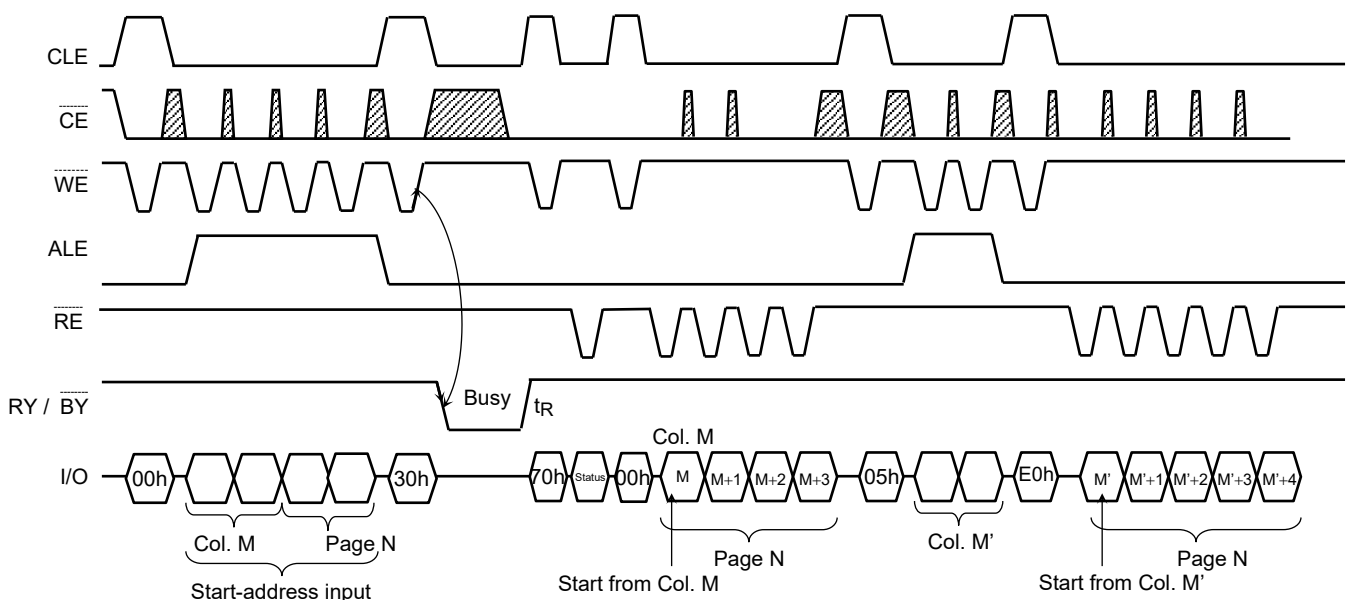 CLE
CE
WE
ALE
RE
RY / BY Busy tR
Col. M
I/O 00h 30h 70h Status 00h M M+1 M+2 M+3 05h E0h M' M'+1 M'+2 M'+3 M'+4
Col. M Page N Page N Col. M’ Page N
Start-address input Start from Col. M Start from Col. M’